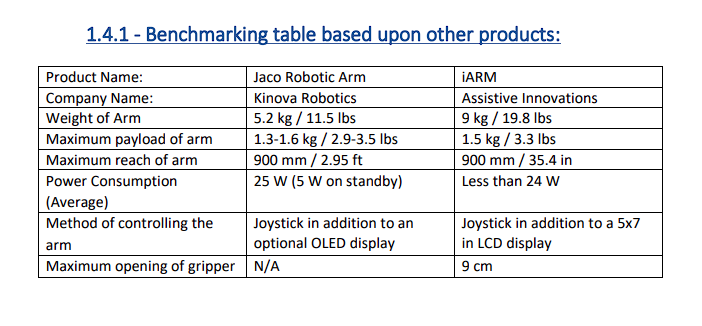 1.4.1 - Benchmarking table based upon other products:
Product Name: Jaco Robotic Arm iARM
Company Name: Kinova Robotics Assistive Innovations
Weight of Arm 5.2 kg / 11.5 lbs 9 kg / 19.8 lbs
Maximum payload of arm 1.3-1.6 kg / 2.9-3.5 lbs 1.5 kg / 3.3 lbs
Maximum reach of arm 900 mm / 2.95 ft 900 mm / 35.4 in
Power Consumption 25 W (5 W on standby) Less than 24 W
(Average)
Method of controlling the Joystick in addition to an Joystick in addition to a 5x7
arm optional OLED display in LCD display
Maximum opening of gripper N/A 9 cm